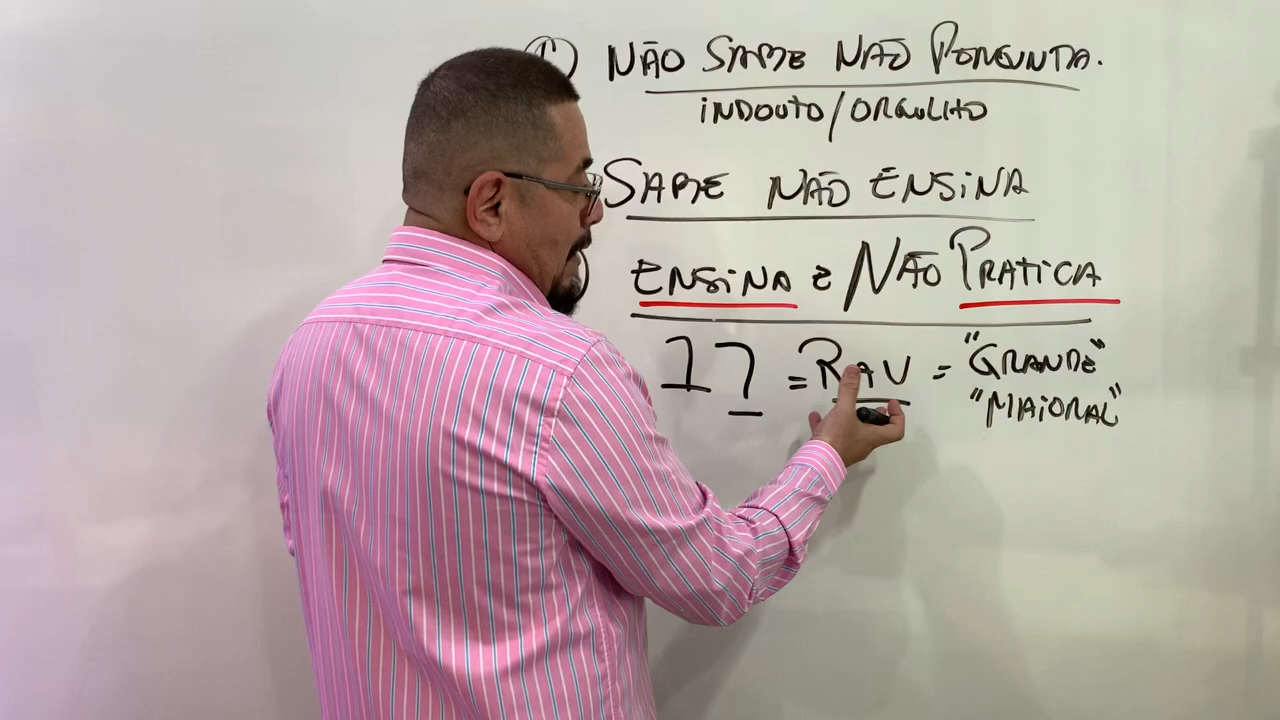 NÃO SABE NÃO PERGUNTA.
INDOUTO/ORGULHO
SABE NÃO ENSINA
ENSINA E NÃO PRATICA
רב = RAV = "GRANDE"
"MAIORAL"